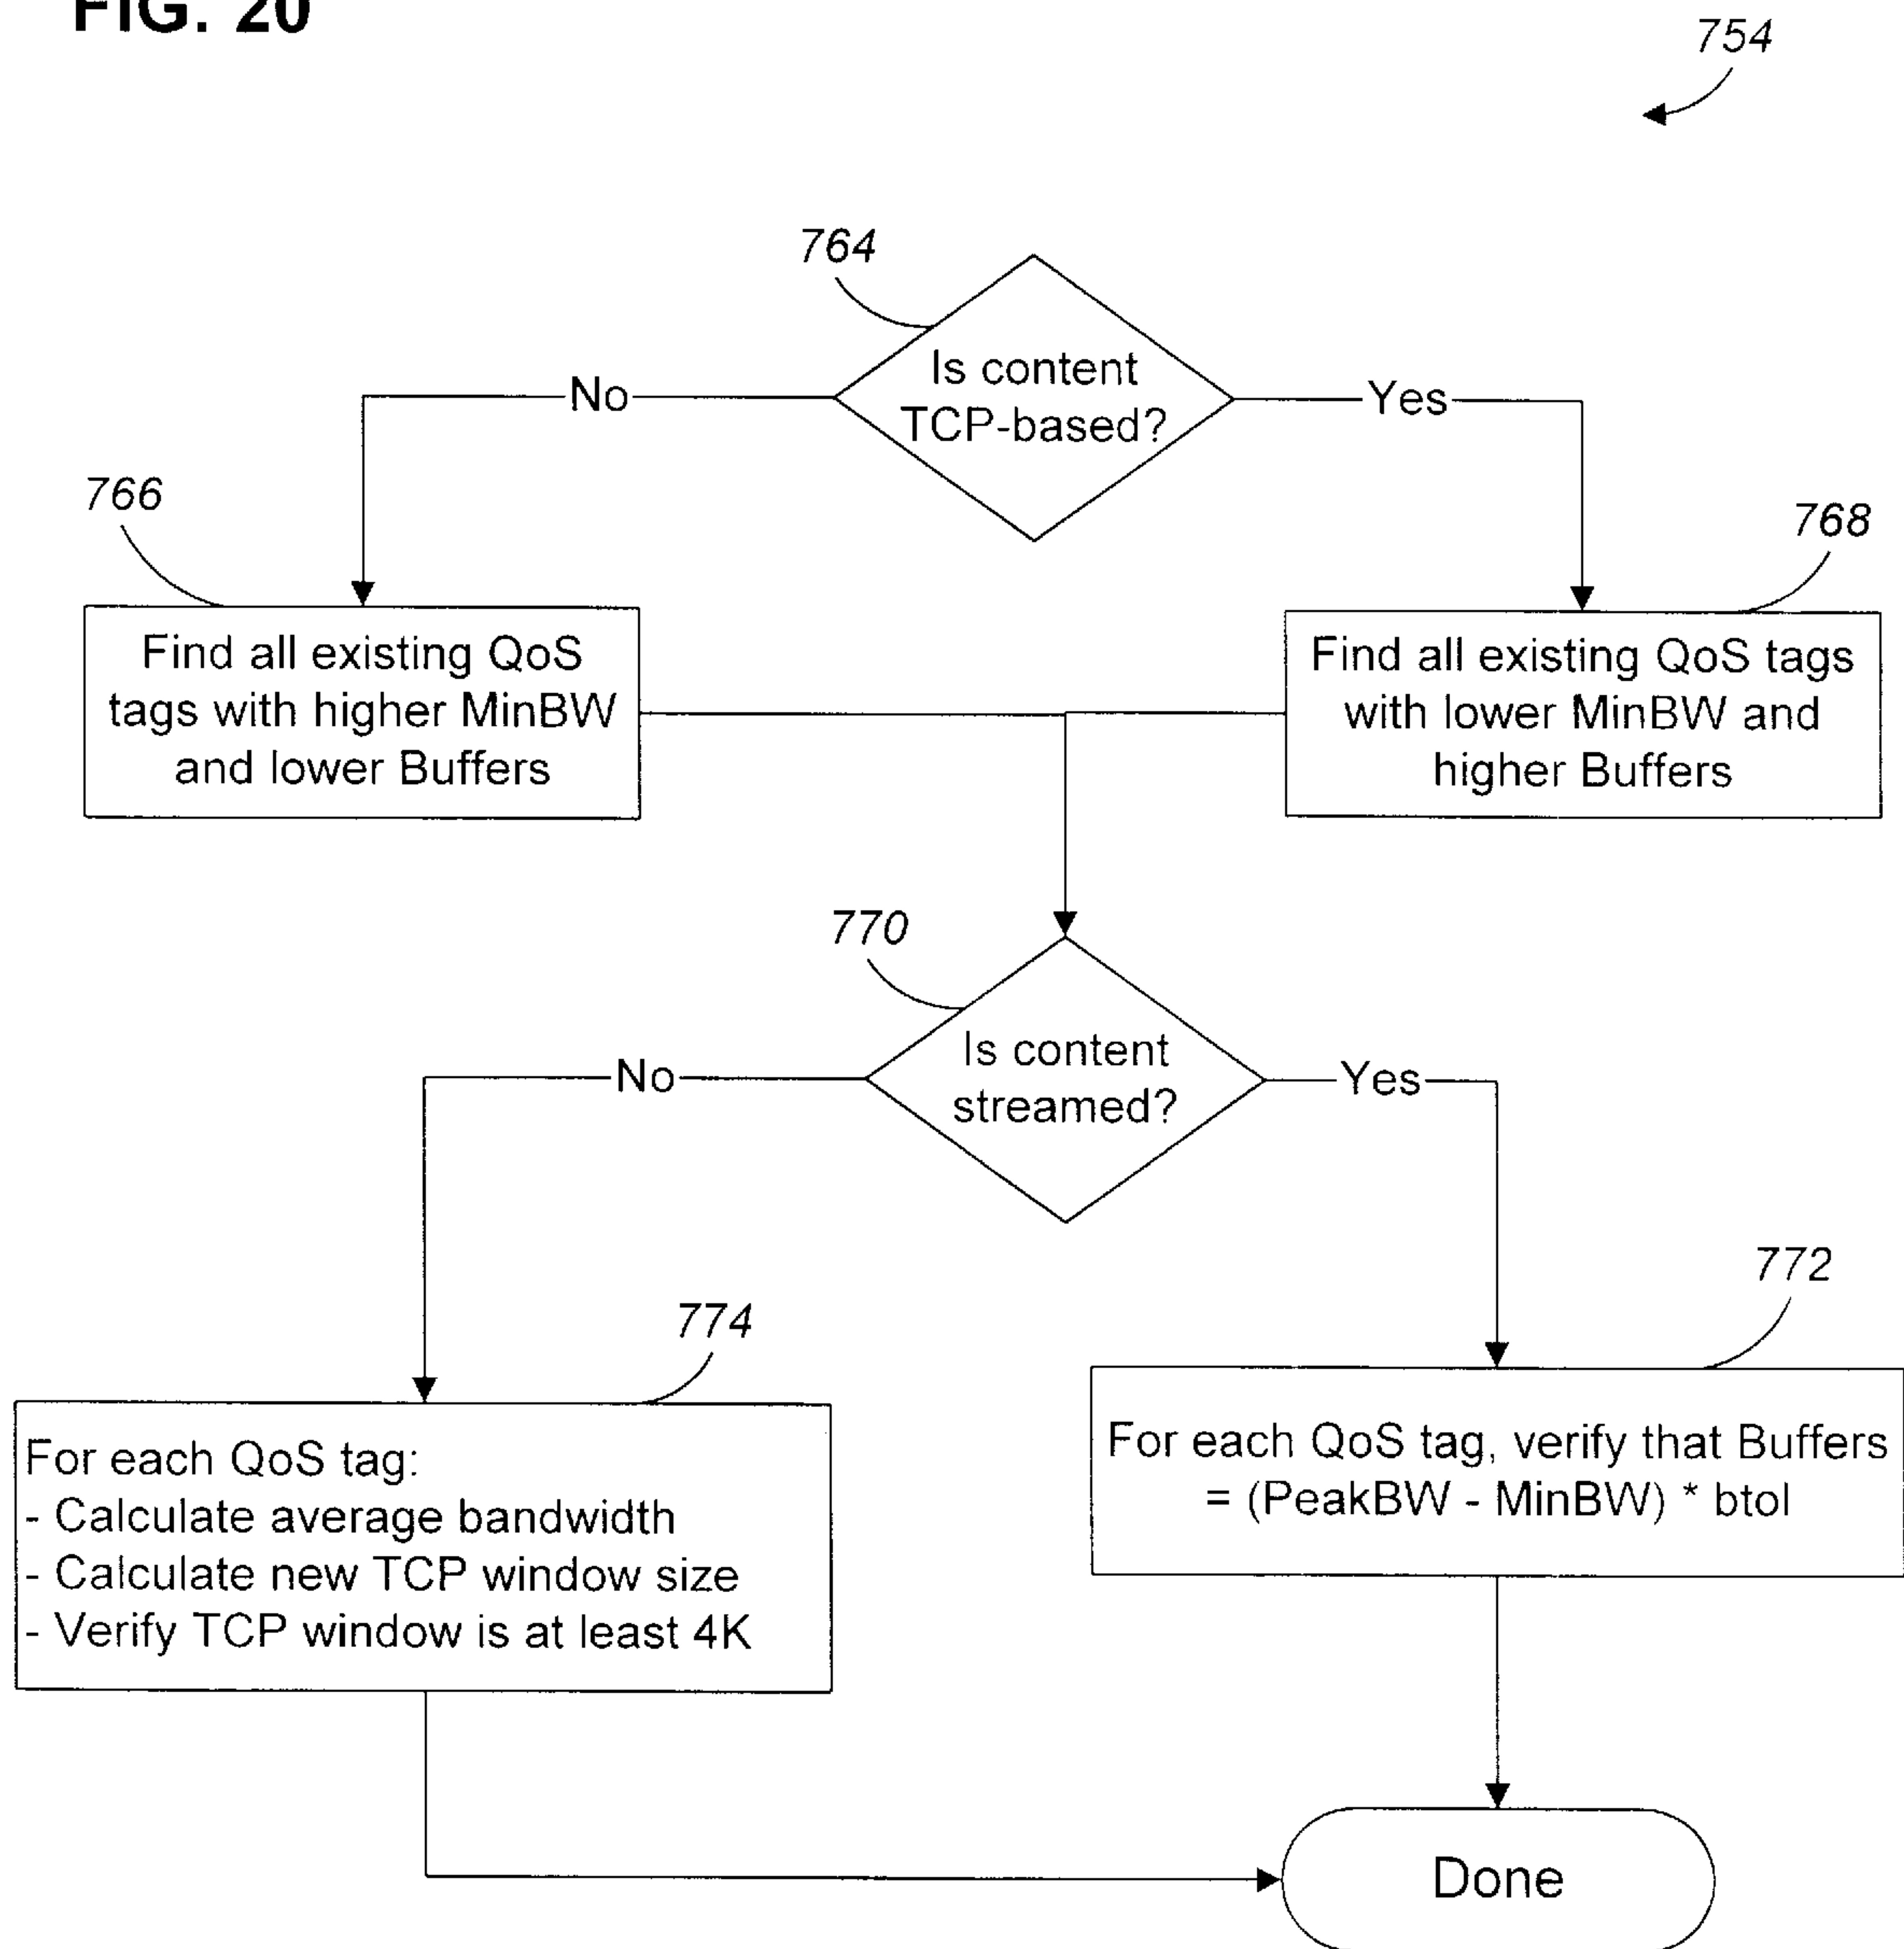 FIG. 20
754
764
Is content
TCP-based?
No
Yes
766
768
Find all existing QoS
tags with higher MinBW
and lower Buffers
Find all existing QoS tags
with lower MinBW and
higher Buffers
770
Is content
streamed?
No
Yes
774
772
For each QoS tag:
- Calculate average bandwidth
- Calculate new TCP window size
- Verify TCP window is at least 4K
For each QoS tag, verify that Buffers
= (PeakBW - MinBW) * btol
Done